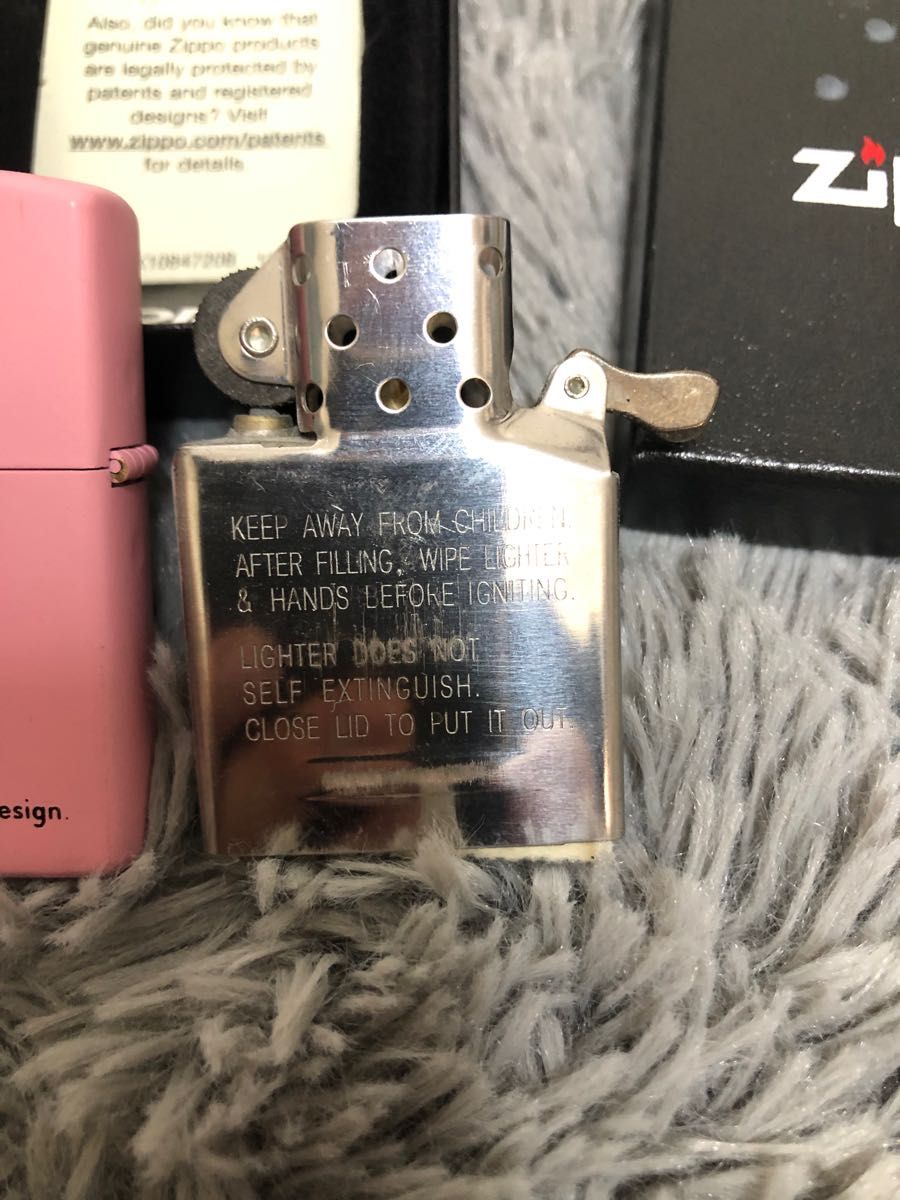 Also, did you know that
genuine Zippo products
are legally protected by
patents and registered
designs? Visit
www.zippo.com/patents
for details
K1084720B
Zip
KEEP AWAY FROM CHILDREN.
AFTER FILLING, WIPE LIGHTER
& HANDS BEFORE IGNITING.
LIGHTER DOES NOT
SELF EXTINGUISH.
CLOSE LID TO PUT IT OUT.
esign.